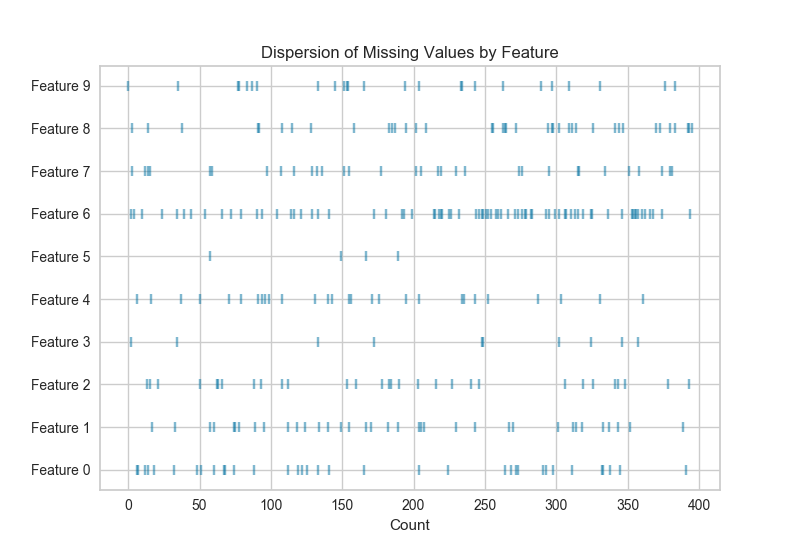 Dispersion of Missing Values by Feature
Feature 9
Feature 8
Feature 7
Feature 6
Feature 5
Feature 4
Feature 3
Feature 2
Feature 1
Feature 0
0 50 100 150 200 250 300 350 400
Count